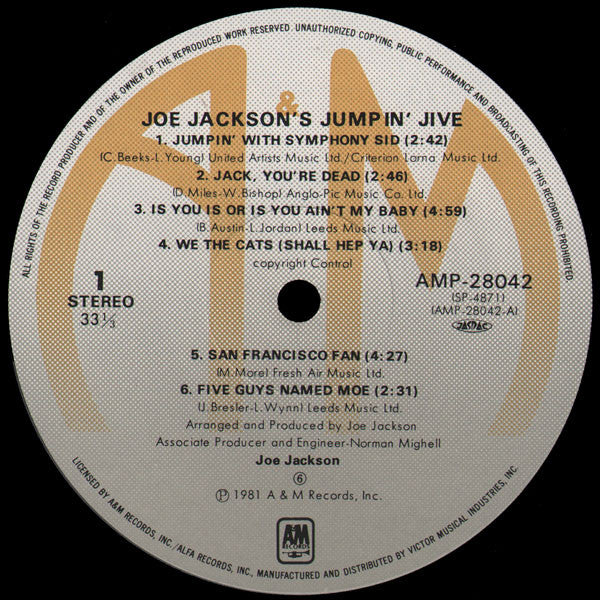 ALL RIGHTS OF THE RECORD PRODUCER AND OF THE OWNER OF THE REPRODUCED WORK RESERVED UNAUTHORIZED COPYING, PUBLIC PERFORMANCE AND BROADCASTING OF THIS RECORDING PROHIBITED
&
JOE JACKSON'S JUMPIN' JIVE
1. JUMPIN' WITH SYMPHONY SID (2:42)
(C.Beeks-L.Young) United Artists Music Ltd./Criterion Lorna Music Ltd.
2. JACK, YOU'RE DEAD (2:46)
(D.Miles-W.Bishop) Anglo-Pic Music Co. Ltd.
3. IS YOU IS OR IS YOU AIN'T MY BABY (4:59)
(B.Austin-L.Jordan) Leeds Music Ltd.
4. WE THE CATS (SHALL HEP YA) (3:18)
copyright Control
1
STEREO
33⅓
AMP-28042
(SP-4871)
(AMP-28042-A)
JASRAC
5. SAN FRANCISCO FAN (4:27)
(M.More) Fresh Air Music Ltd.
6. FIVE GUYS NAMED MOE (2:31)
(J.Bresler-L.Wynn) Leeds Music Ltd.
Arranged and Produced by Joe Jackson
Associate Producer and Engineer-Norman Mighell
Joe Jackson
⑥
Ⓟ 1981 A & M Records, Inc.
A&M
RECORDS
LICENSED BY A&M RECORDS, INC./ALFA RECORDS, INC., MANUFACTURED AND DISTRIBUTED BY VICTOR MUSICAL INDUSTRIES, INC.